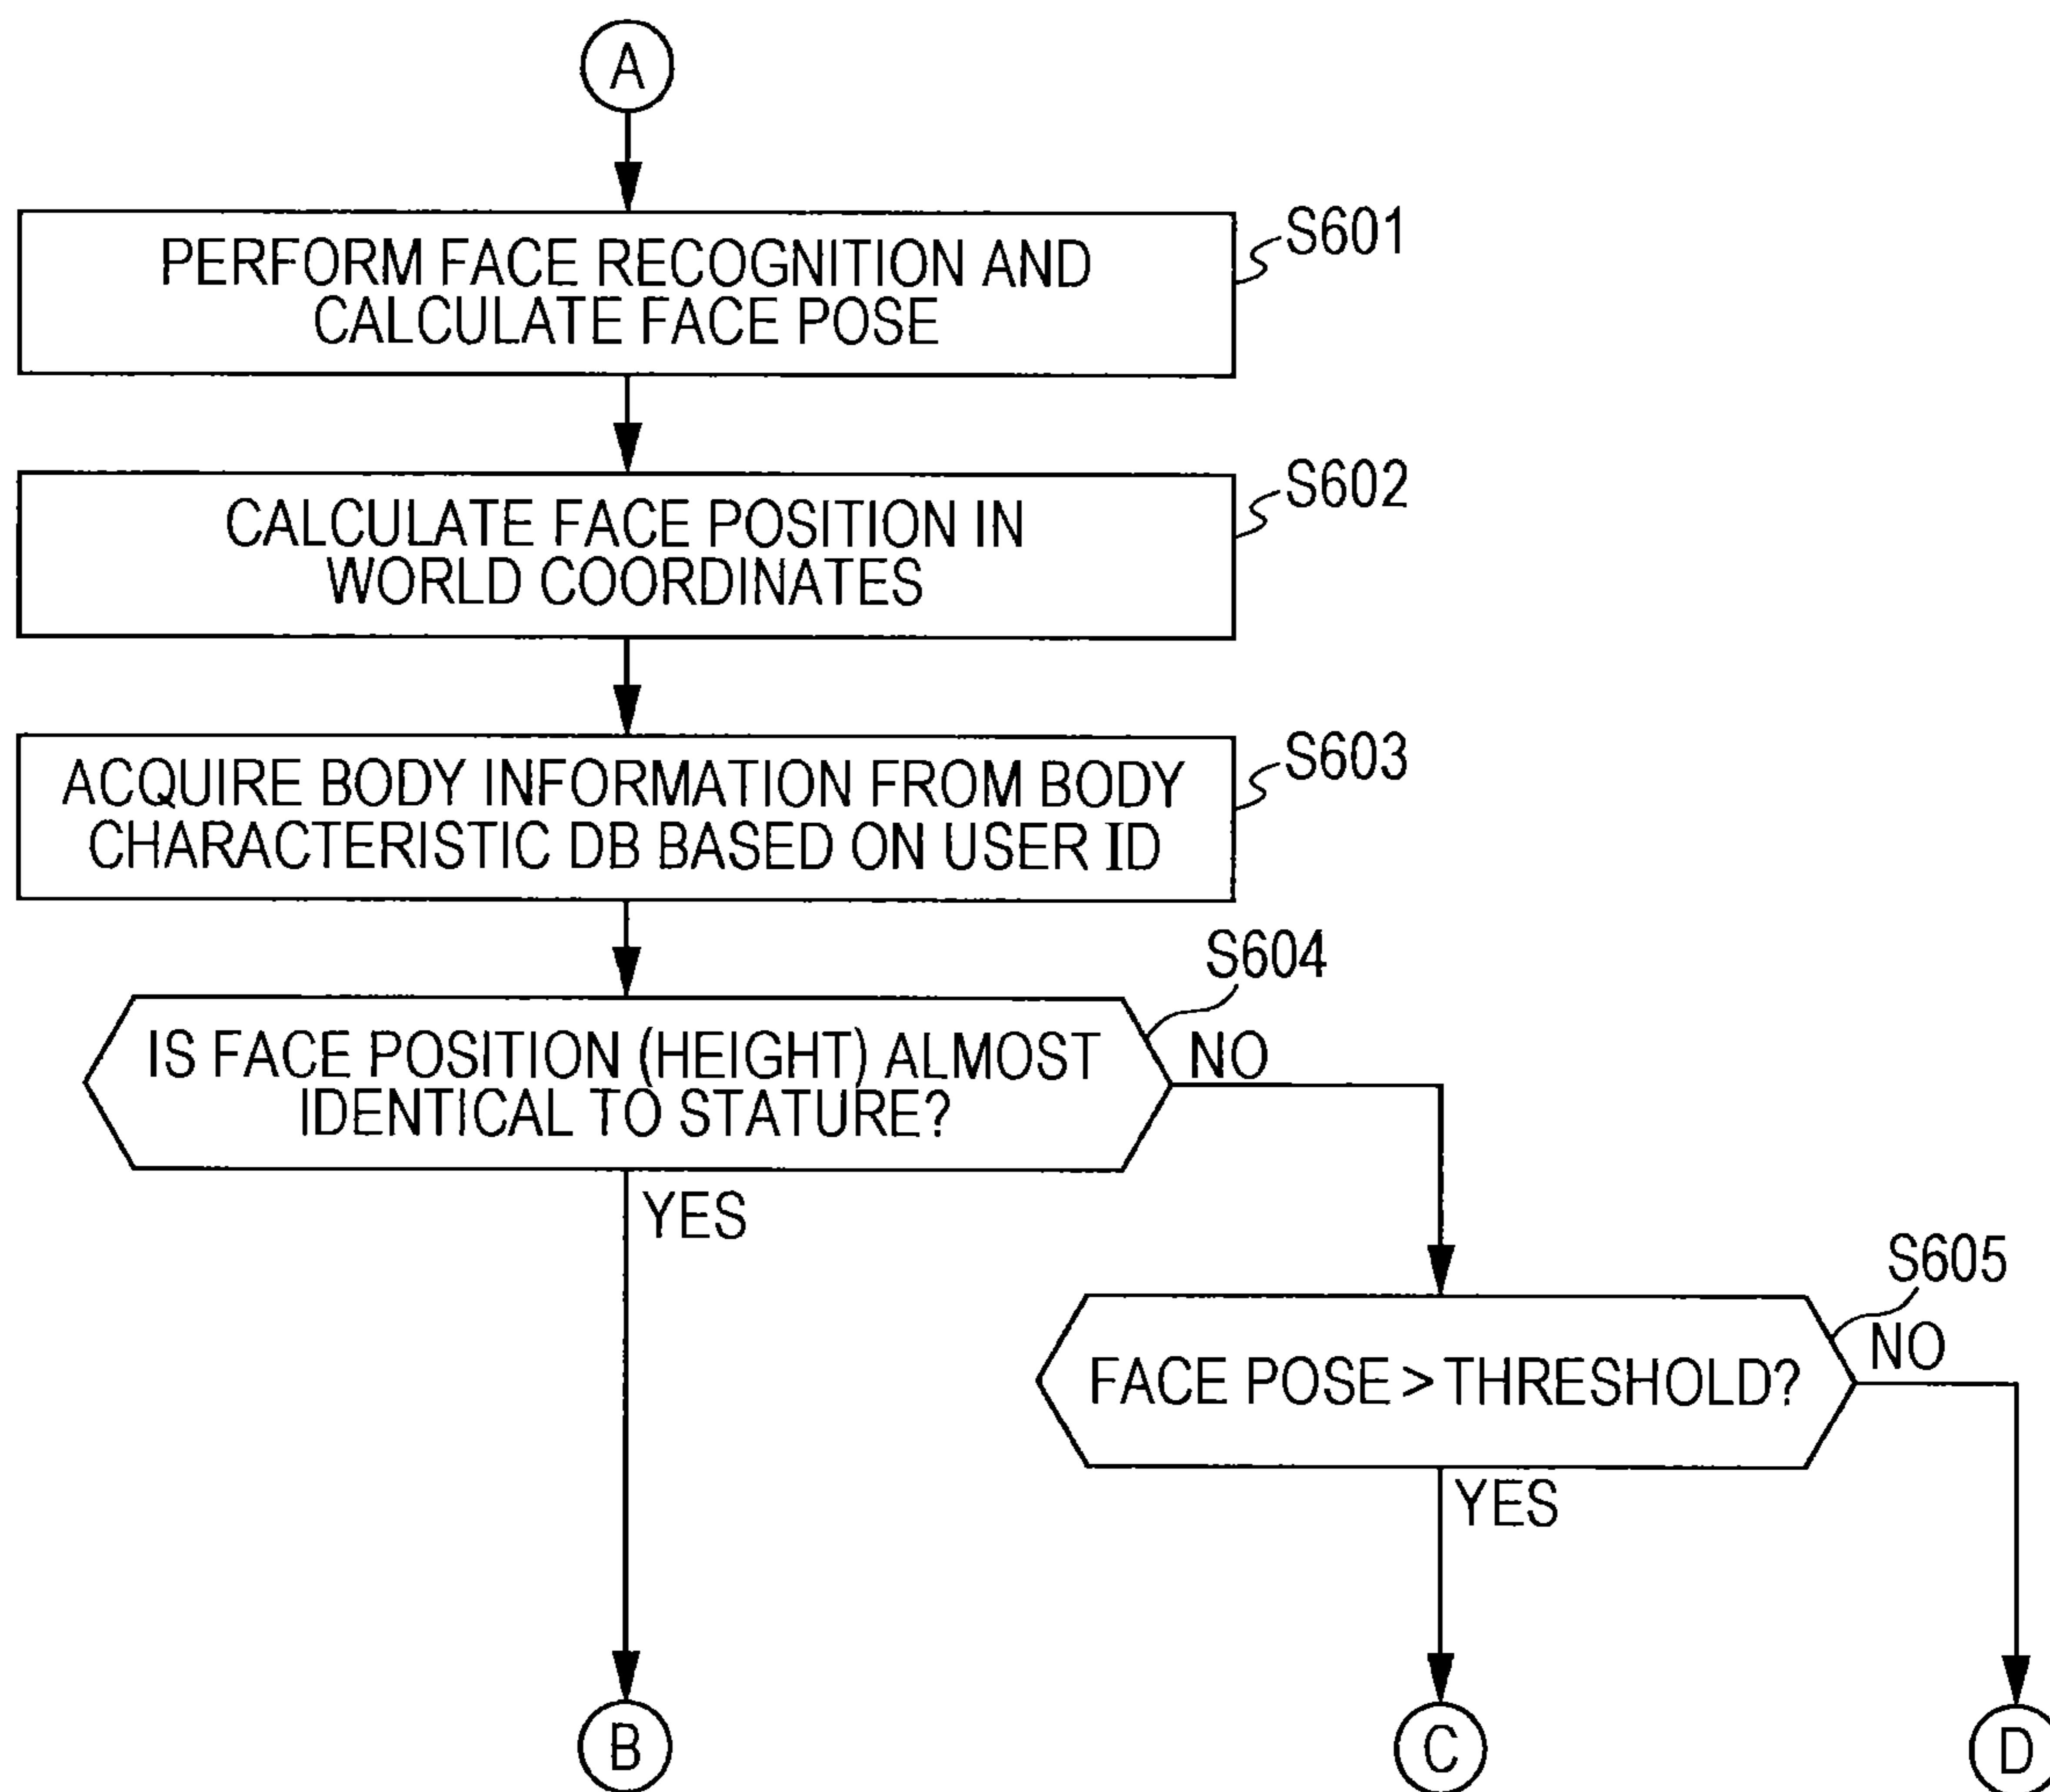 A
PERFORM FACE RECOGNITION AND
CALCULATE FACE POSE
S601
CALCULATE FACE POSITION IN
WORLD COORDINATES
S602
ACQUIRE BODY INFORMATION FROM BODY
CHARACTERISTIC DB BASED ON USER ID
S603
S604
IS FACE POSITION (HEIGHT) ALMOST
IDENTICAL TO STATURE?
NO
YES
S605
FACE POSE > THRESHOLD?
NO
YES
B
C
D